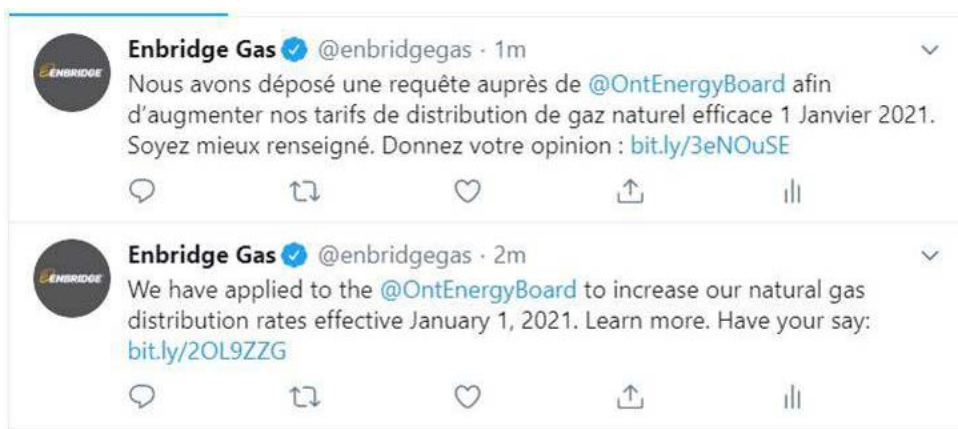 Enbridge Gas @enbridgegas · 1m
ENBRIDGE
Nous avons déposé une requête auprès de @OntEnergyBoard afin
d'augmenter nos tarifs de distribution de gaz naturel efficace 1 Janvier 2021.
Soyez mieux renseigné. Donnez votre opinion : bit.ly/3eNOuSE
Enbridge Gas @enbridgegas · 2m
ENBRIDGE
We have applied to the @OntEnergyBoard to increase our natural gas
distribution rates effective January 1, 2021. Learn more. Have your say:
bit.ly/2OL9ZZG